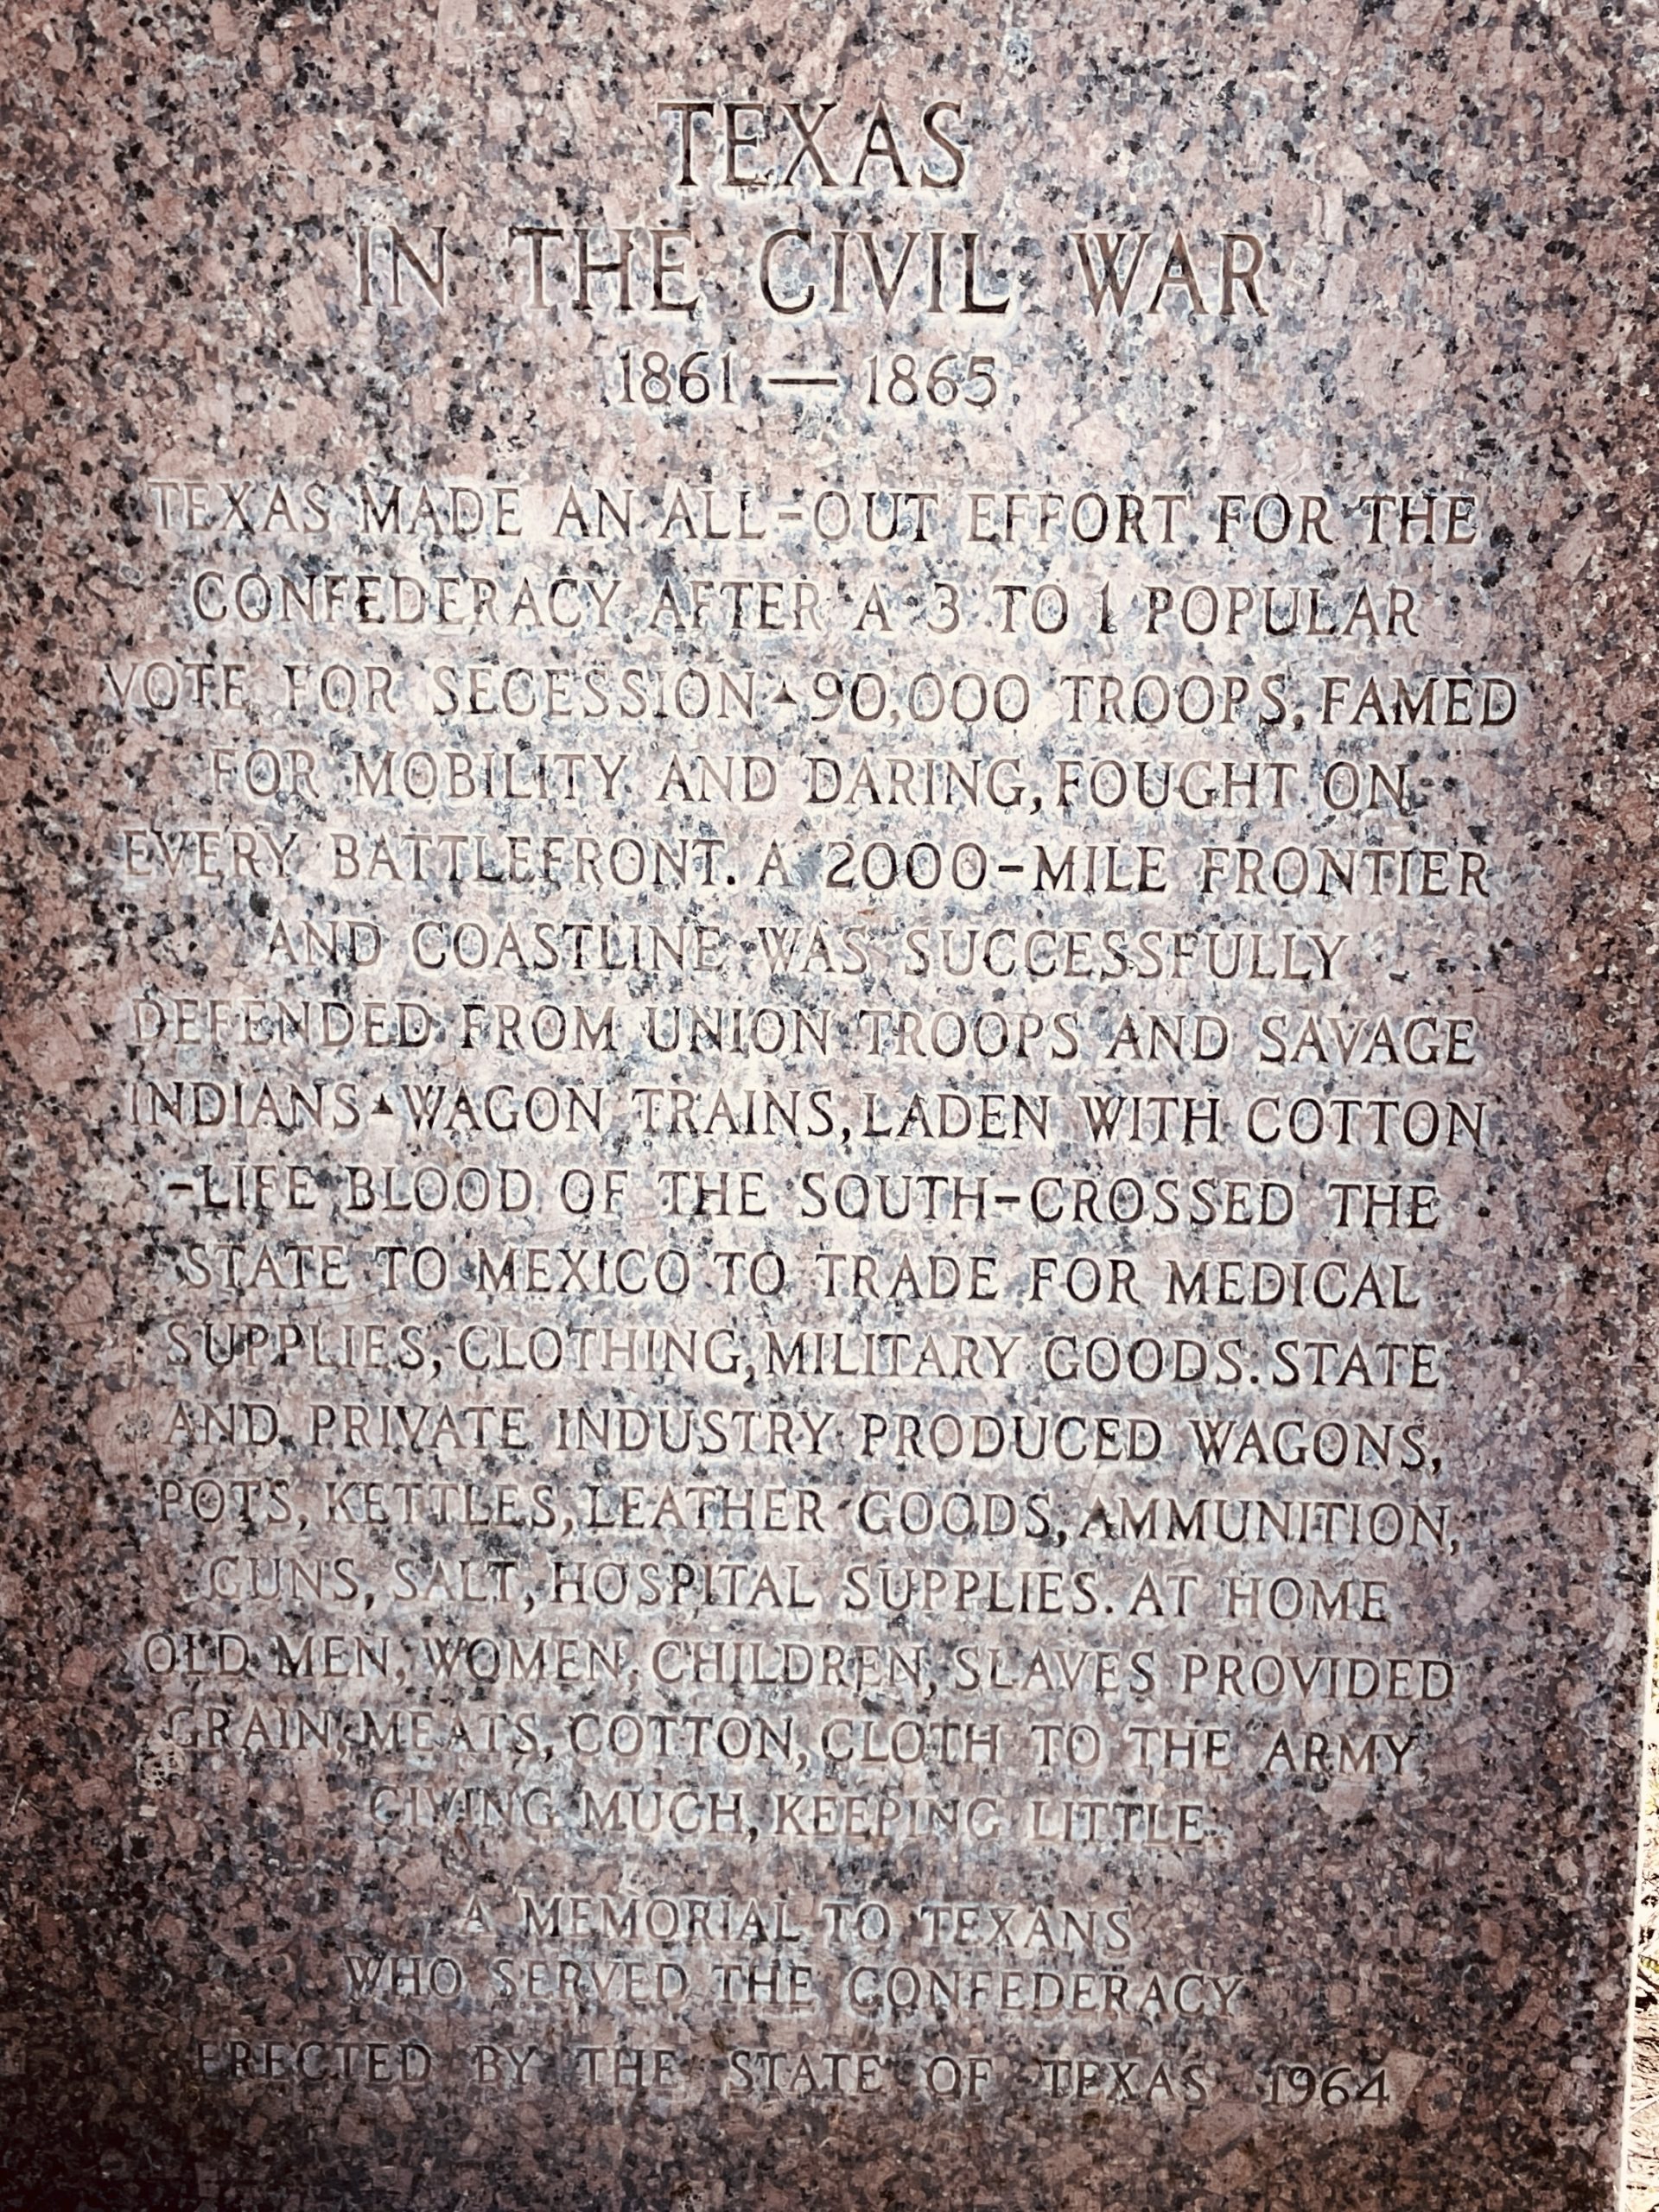 TEXAS
IN THE CIVIL WAR
1861 — 1865
TEXAS MADE AN ALL-OUT EFFORT FOR THE
CONFEDERACY AFTER A 3 TO 1 POPULAR
VOTE FOR SECESSION▲90,000 TROOPS, FAMED
FOR MOBILITY AND DARING, FOUGHT ON
EVERY BATTLEFRONT. A 2000-MILE FRONTIER
AND COASTLINE WAS SUCCESSFULLY
DEFENDED FROM UNION TROOPS AND SAVAGE
INDIANS▲WAGON TRAINS, LADEN WITH COTTON
-LIFE BLOOD OF THE SOUTH-CROSSED THE
STATE TO MEXICO TO TRADE FOR MEDICAL
SUPPLIES, CLOTHING, MILITARY GOODS. STATE
AND PRIVATE INDUSTRY PRODUCED WAGONS,
POTS, KETTLES, LEATHER GOODS, AMMUNITION,
GUNS, SALT, HOSPITAL SUPPLIES. AT HOME
OLD MEN, WOMEN, CHILDREN, SLAVES PROVIDED
GRAIN, MEATS, COTTON, CLOTH TO THE ARMY,
GIVING MUCH, KEEPING LITTLE.
A MEMORIAL TO TEXANS
WHO SERVED THE CONFEDERACY
ERECTED BY THE STATE OF TEXAS 1964